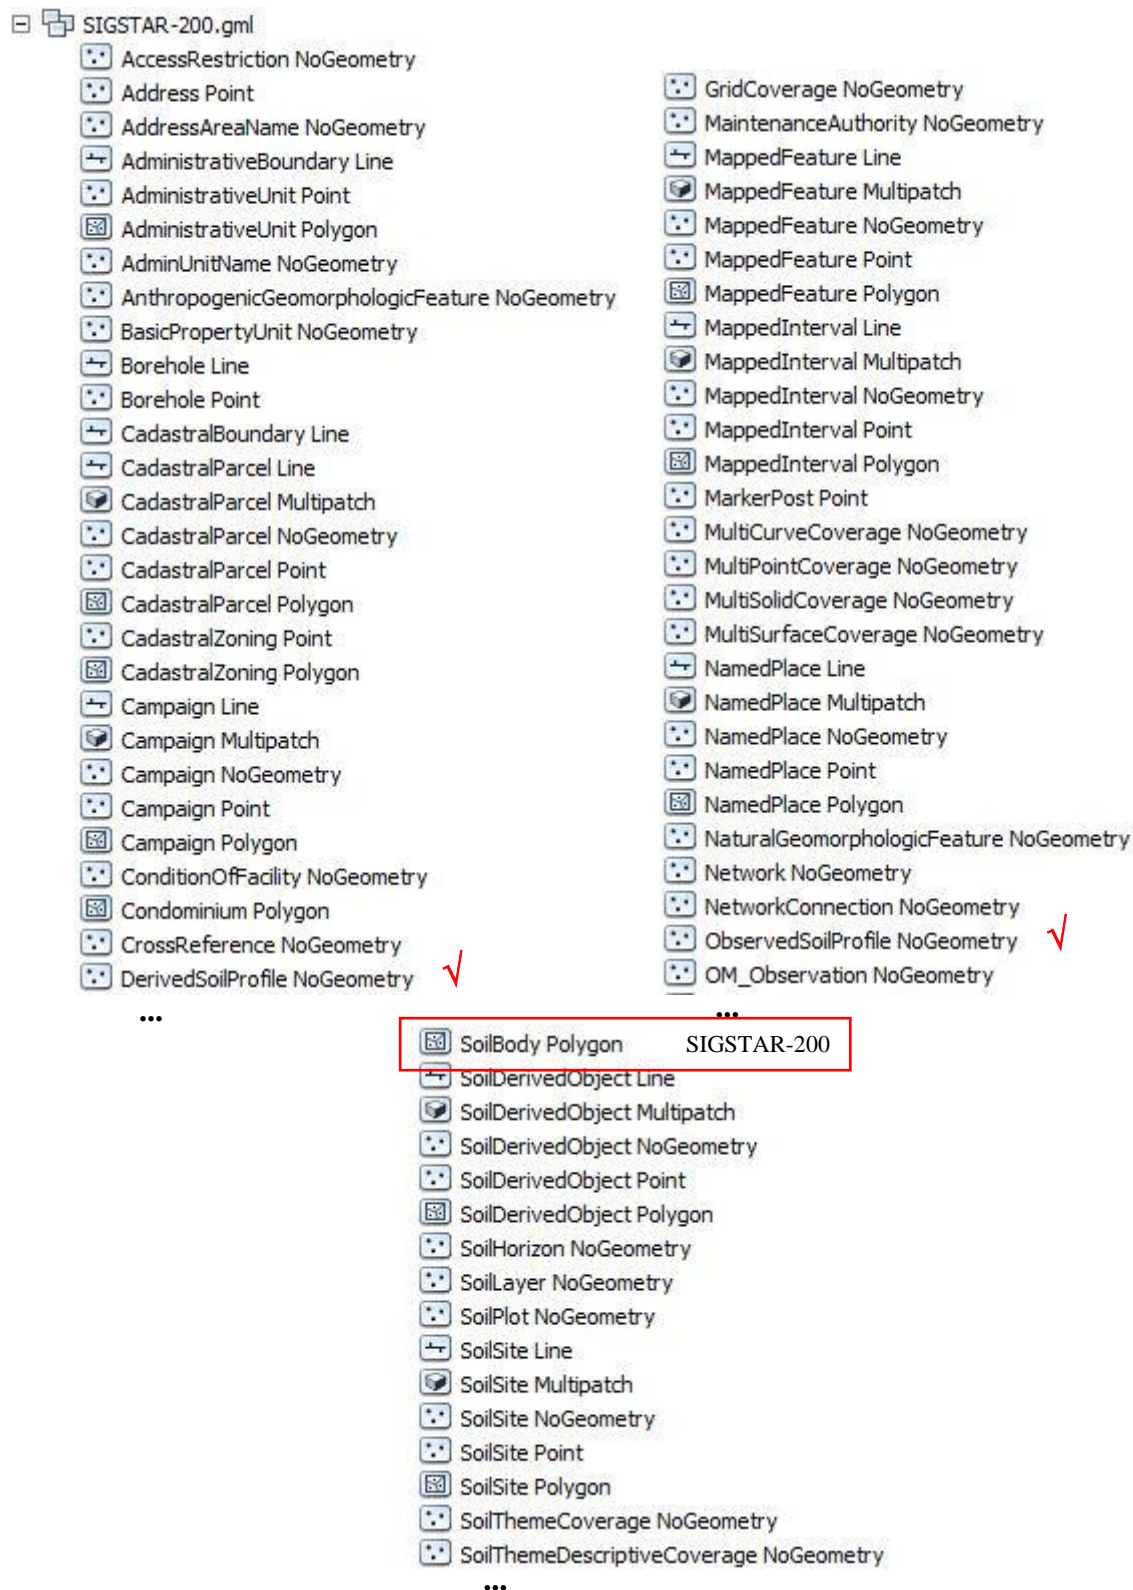 SIGSTAR-200.gml
AccessRestriction NoGeometry
Address Point
AddressAreaName NoGeometry
AdministrativeBoundary Line
AdministrativeUnit Point
AdministrativeUnit Polygon
AdminUnitName NoGeometry
AnthropogenicGeomorphologicFeature NoGeometry
BasicPropertyUnit NoGeometry
Borehole Line
Borehole Point
CadastralBoundary Line
CadastralParcel Line
CadastralParcel Multipatch
CadastralParcel NoGeometry
CadastralParcel Point
CadastralParcel Polygon
CadastralZoning Point
CadastralZoning Polygon
Campaign Line
Campaign Multipatch
Campaign NoGeometry
Campaign Point
Campaign Polygon
ConditionOfFacility NoGeometry
Condominium Polygon
CrossReference NoGeometry
DerivedSoilProfile NoGeometry √
...
GridCoverage NoGeometry
MaintenanceAuthority NoGeometry
MappedFeature Line
MappedFeature Multipatch
MappedFeature NoGeometry
MappedFeature Point
MappedFeature Polygon
MappedInterval Line
MappedInterval Multipatch
MappedInterval NoGeometry
MappedInterval Point
MappedInterval Polygon
MarkerPost Point
MultiCurveCoverage NoGeometry
MultiPointCoverage NoGeometry
MultiSolidCoverage NoGeometry
MultiSurfaceCoverage NoGeometry
NamedPlace Line
NamedPlace Multipatch
NamedPlace NoGeometry
NamedPlace Point
NamedPlace Polygon
NaturalGeomorphologicFeature NoGeometry
Network NoGeometry
NetworkConnection NoGeometry
ObservedSoilProfile NoGeometry √
OM_Observation NoGeometry
...
SoilBody Polygon SIGSTAR-200
SoilDerivedObject Line
SoilDerivedObject Multipatch
SoilDerivedObject NoGeometry
SoilDerivedObject Point
SoilDerivedObject Polygon
SoilHorizon NoGeometry
SoilLayer NoGeometry
SoilPlot NoGeometry
SoilSite Line
SoilSite Multipatch
SoilSite NoGeometry
SoilSite Point
SoilSite Polygon
SoilThemeCoverage NoGeometry
SoilThemeDescriptiveCoverage NoGeometry
...